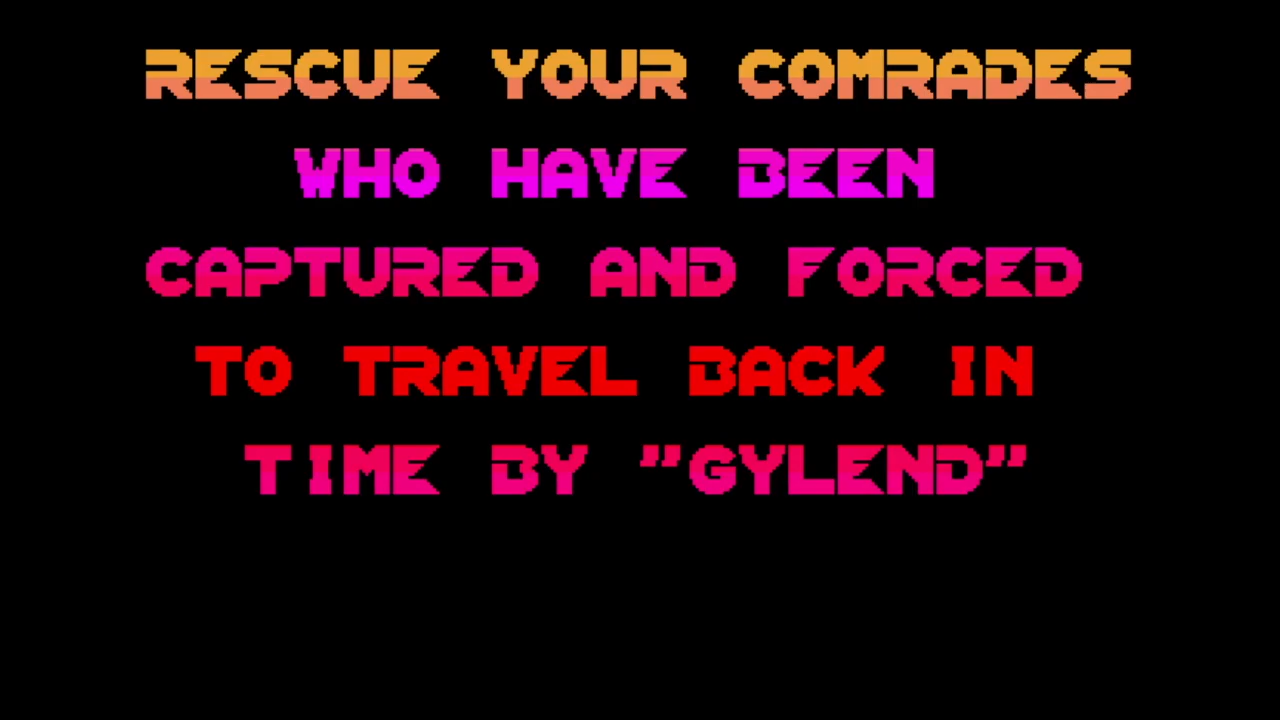 RESCUE YOUR COMRADES
WHO HAVE BEEN
CAPTURED AND FORCED
TO TRAVEL BACK IN
TIME BY "GYLEND"